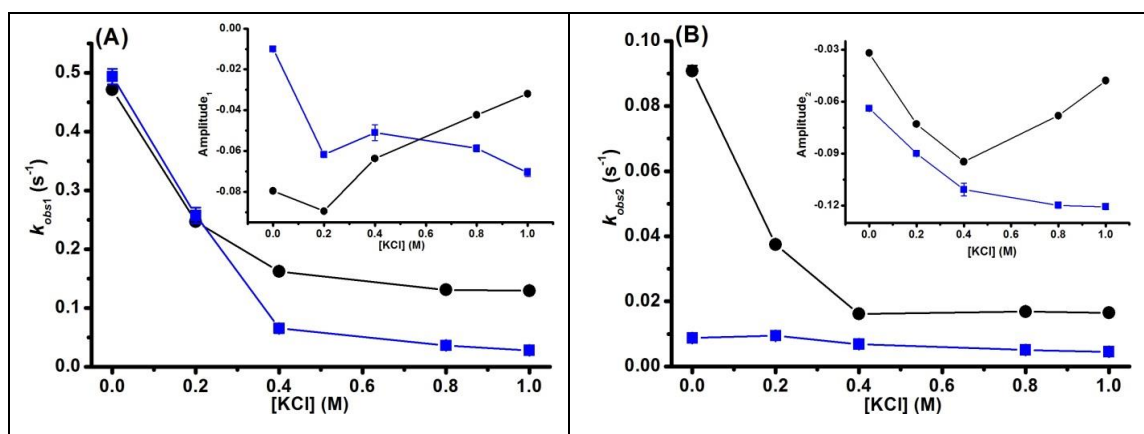 (A)
k_obs1 (s⁻¹)
0.5
0.4
0.3
0.2
0.1
0.0
0.0 0.2 0.4 0.6 0.8 1.0
[KCl] (M)
Amplitude₁
0.00
-0.02
-0.04
-0.06
-0.08
0.0 0.2 0.4 0.6 0.8 1.0
[KCl] (M)
(B)
k_obs2 (s⁻¹)
0.10
0.08
0.06
0.04
0.02
0.00
0.0 0.2 0.4 0.6 0.8 1.0
[KCl] (M)
Amplitude₂
-0.03
-0.06
-0.09
-0.12
0.0 0.2 0.4 0.6 0.8 1.0
[KCl] (M)